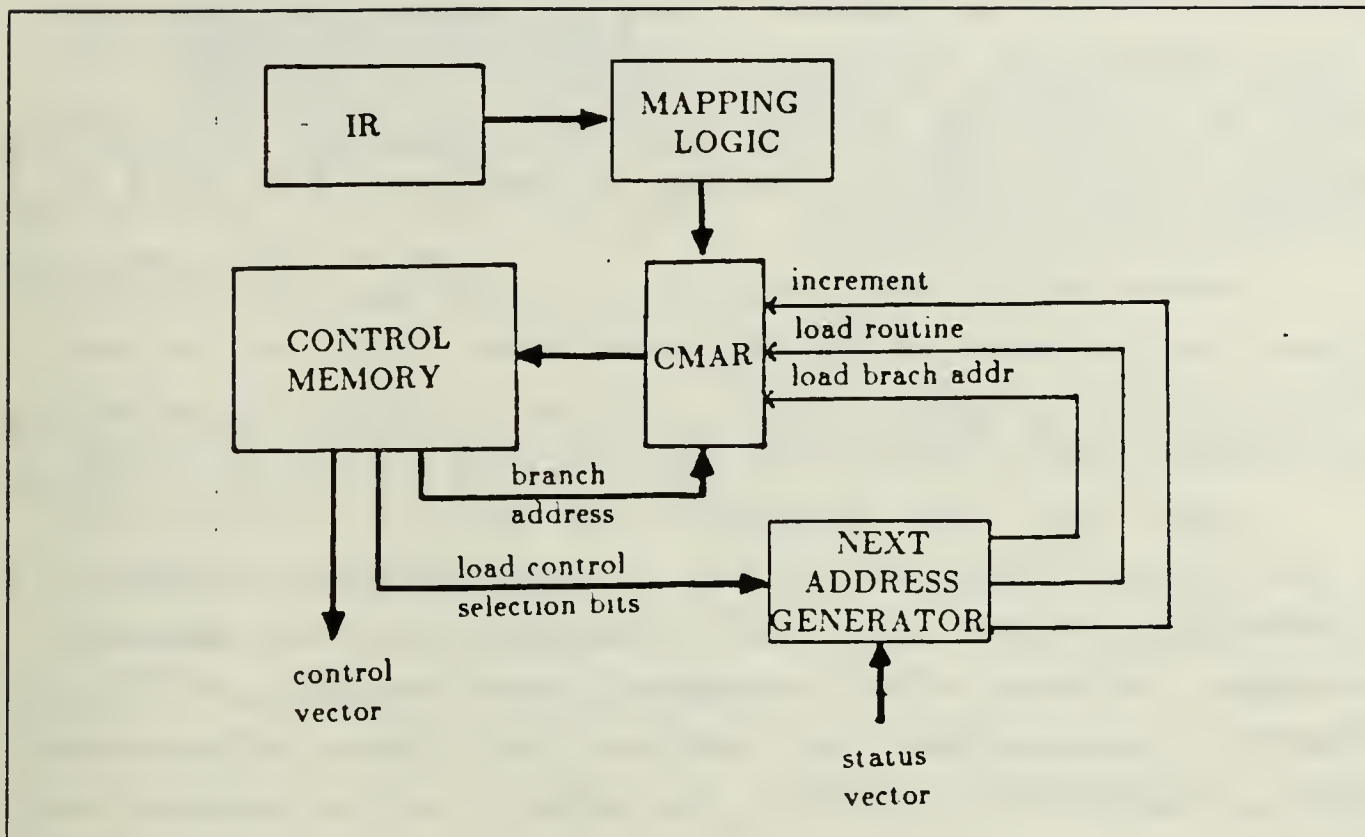 IR
MAPPING
LOGIC
CONTROL
MEMORY
CMAR
increment
load routine
load brach addr
branch
address
load control
selection bits
NEXT
ADDRESS
GENERATOR
control
vector
status
vector